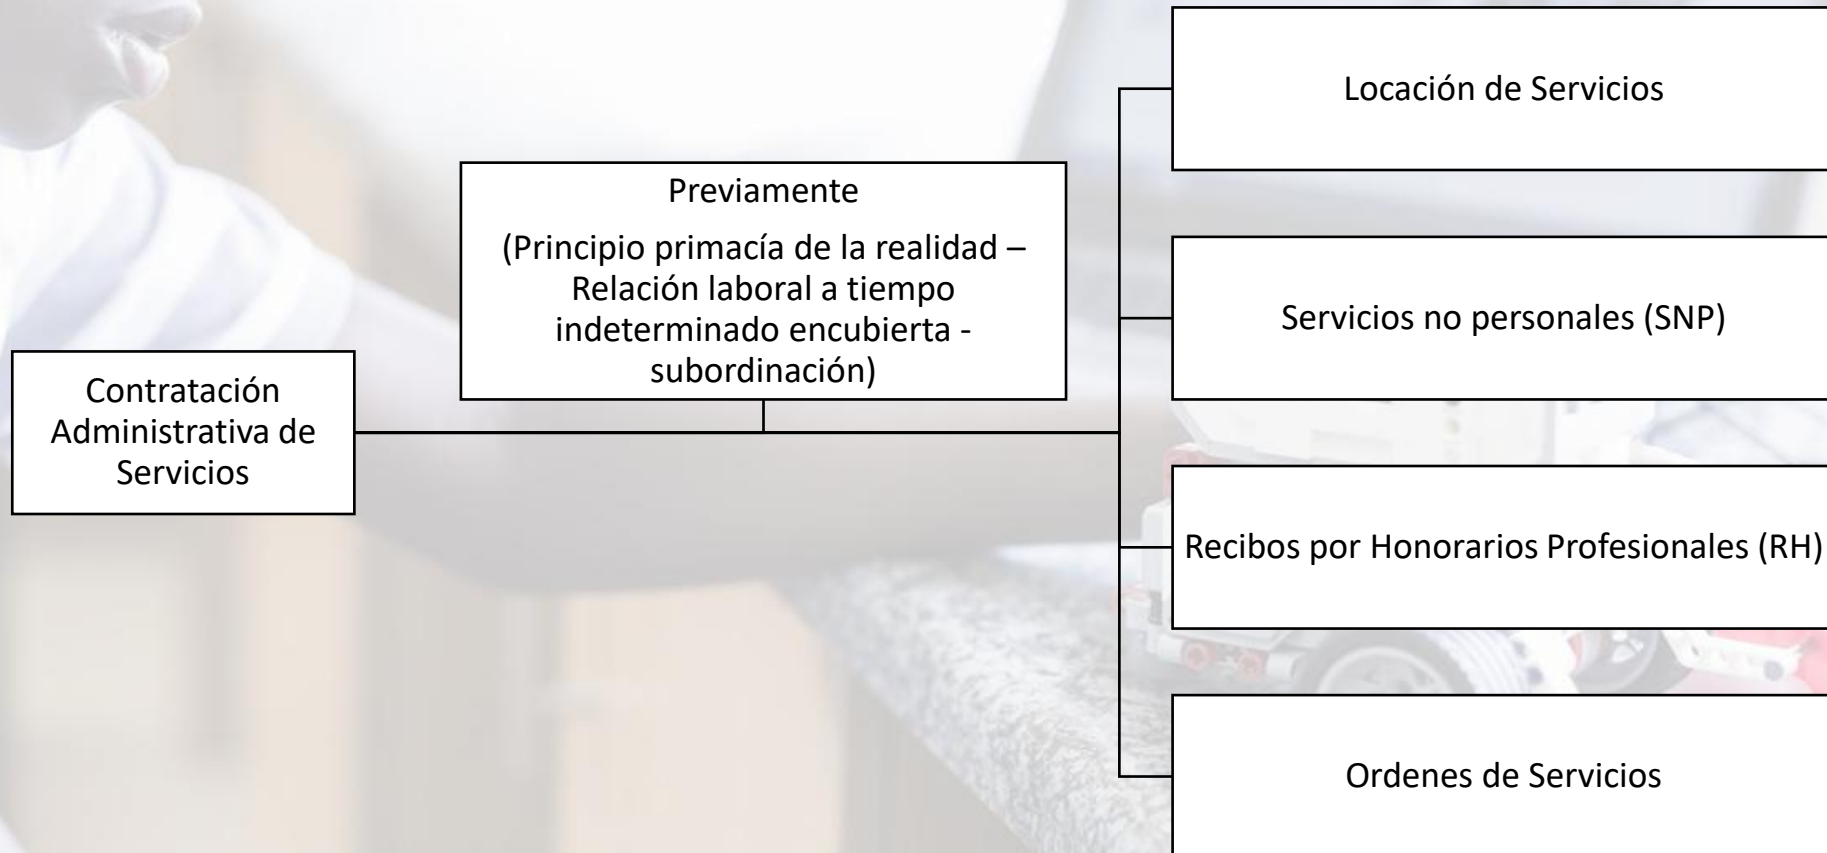 Contratación
Administrativa de
Servicios
Previamente
(Principio primacía de la realidad –
Relación laboral a tiempo
indeterminado encubierta -
subordinación)
Locación de Servicios
Servicios no personales (SNP)
Recibos por Honorarios Profesionales (RH)
Ordenes de Servicios